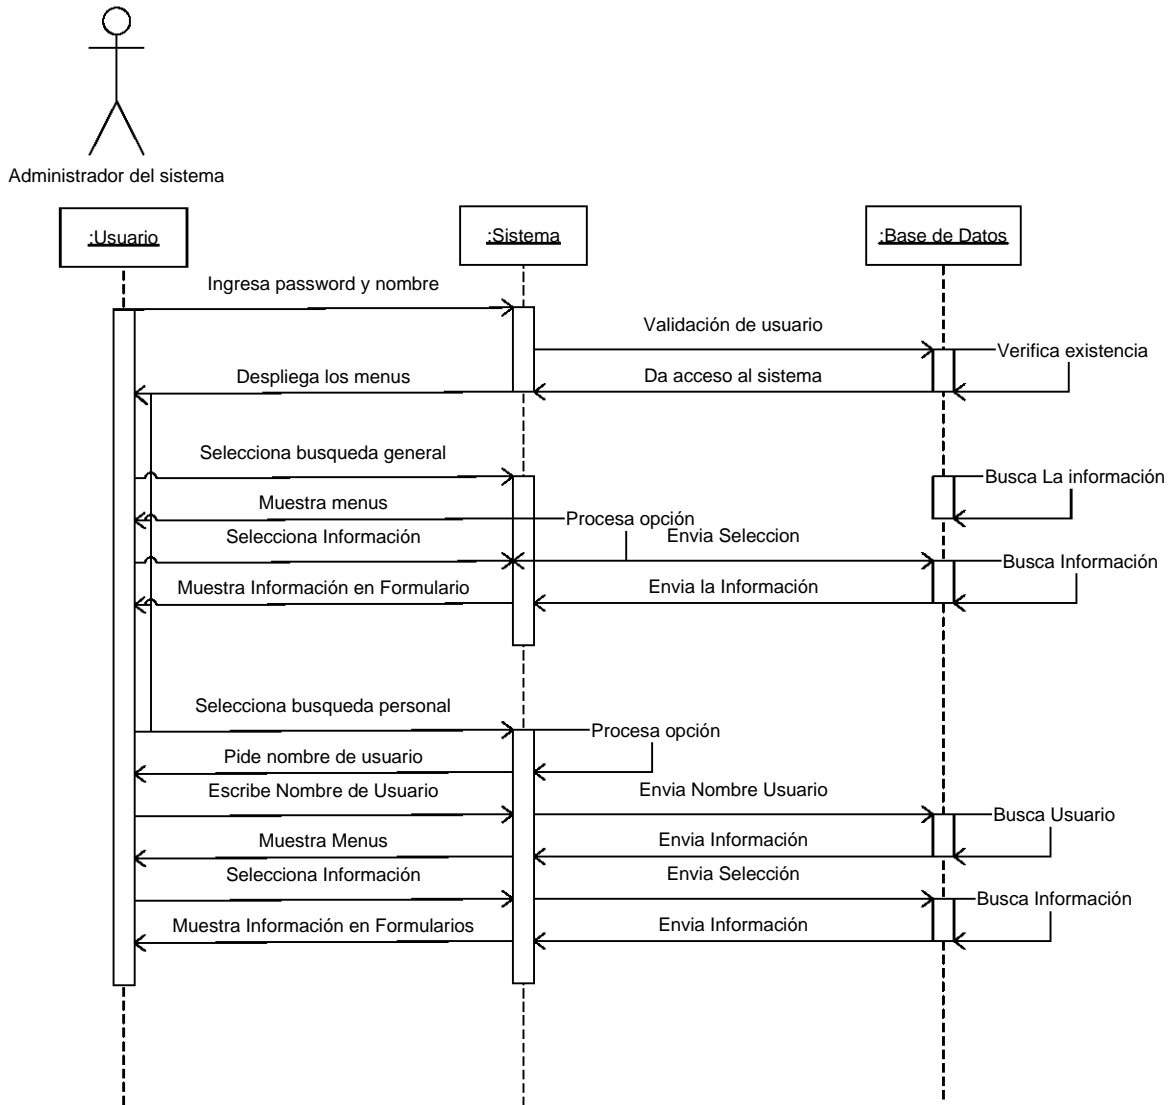 Administrador del sistema
:Usuario
:Sistema
:Base de Datos
Ingresa password y nombre
Validación de usuario
Verifica existencia
Despliega los menus
Da acceso al sistema
Selecciona busqueda general
Busca La información
Muestra menus
Procesa opción
Selecciona Información
Envia Seleccion
Busca Información
Muestra Información en Formulario
Envia la Información
Selecciona busqueda personal
Procesa opción
Pide nombre de usuario
Escribe Nombre de Usuario
Envia Nombre Usuario
Busca Usuario
Muestra Menus
Envia Información
Selecciona Información
Envia Selección
Busca Información
Muestra Información en Formularios
Envia Información